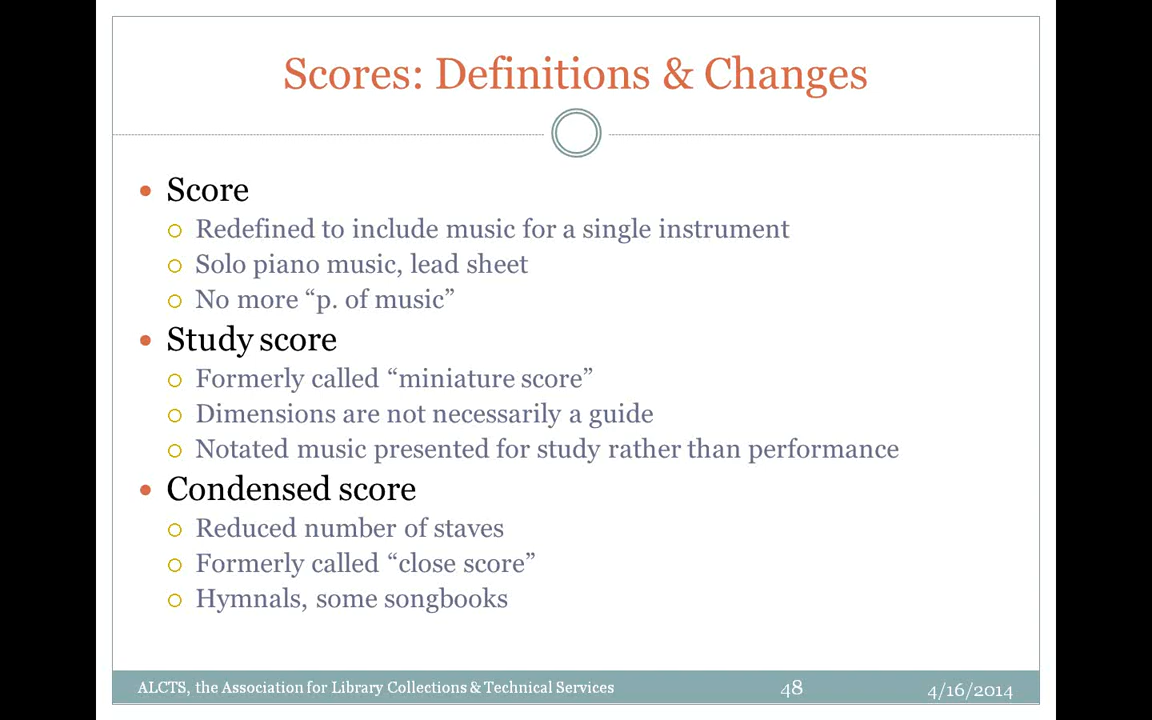 Scores: Definitions & Changes
• Score
○ Redefined to include music for a single instrument
○ Solo piano music, lead sheet
○ No more “p. of music”
• Study score
○ Formerly called “miniature score”
○ Dimensions are not necessarily a guide
○ Notated music presented for study rather than performance
• Condensed score
○ Reduced number of staves
○ Formerly called “close score”
○ Hymnals, some songbooks
ALCTS, the Association for Library Collections & Technical Services 48 4/16/2014